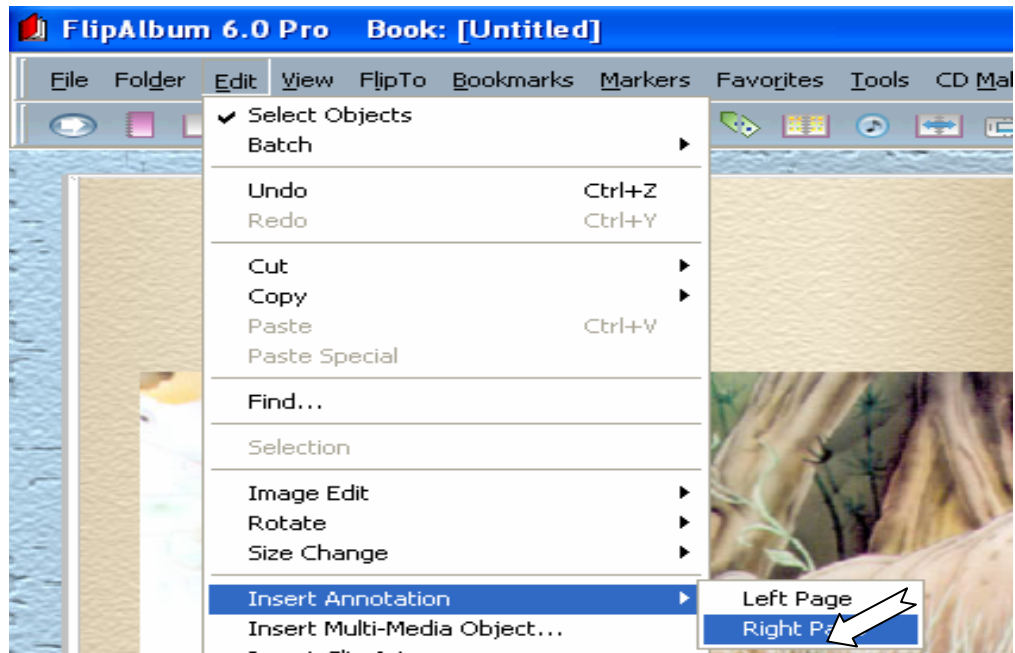 FlipAlbum 6.0 Pro Book: [Untitled]
File Folder Edit View FlipTo Bookmarks Markers Favorites Tools CD
Select Objects
Batch
Undo Ctrl+Z
Redo Ctrl+Y
Cut
Copy
Paste Ctrl+V
Paste Special
Find...
Selection
Image Edit
Rotate
Size Change
Insert Annotation
Left Page
Insert Multi-Media Object...
Right